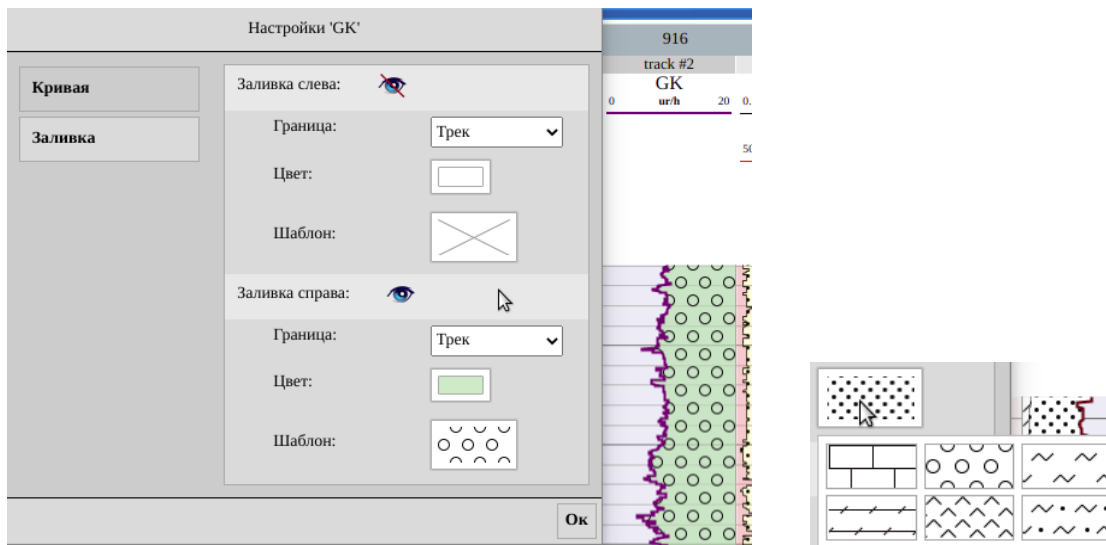 Настройки 'GK'
Кривая
Заливка
Заливка слева:
Граница:
Трек
Цвет:
Шаблон:
Заливка справа:
Граница:
Трек
Цвет:
Шаблон:
Ок
916
track #2
GK
0 ur/h 20 0.
50